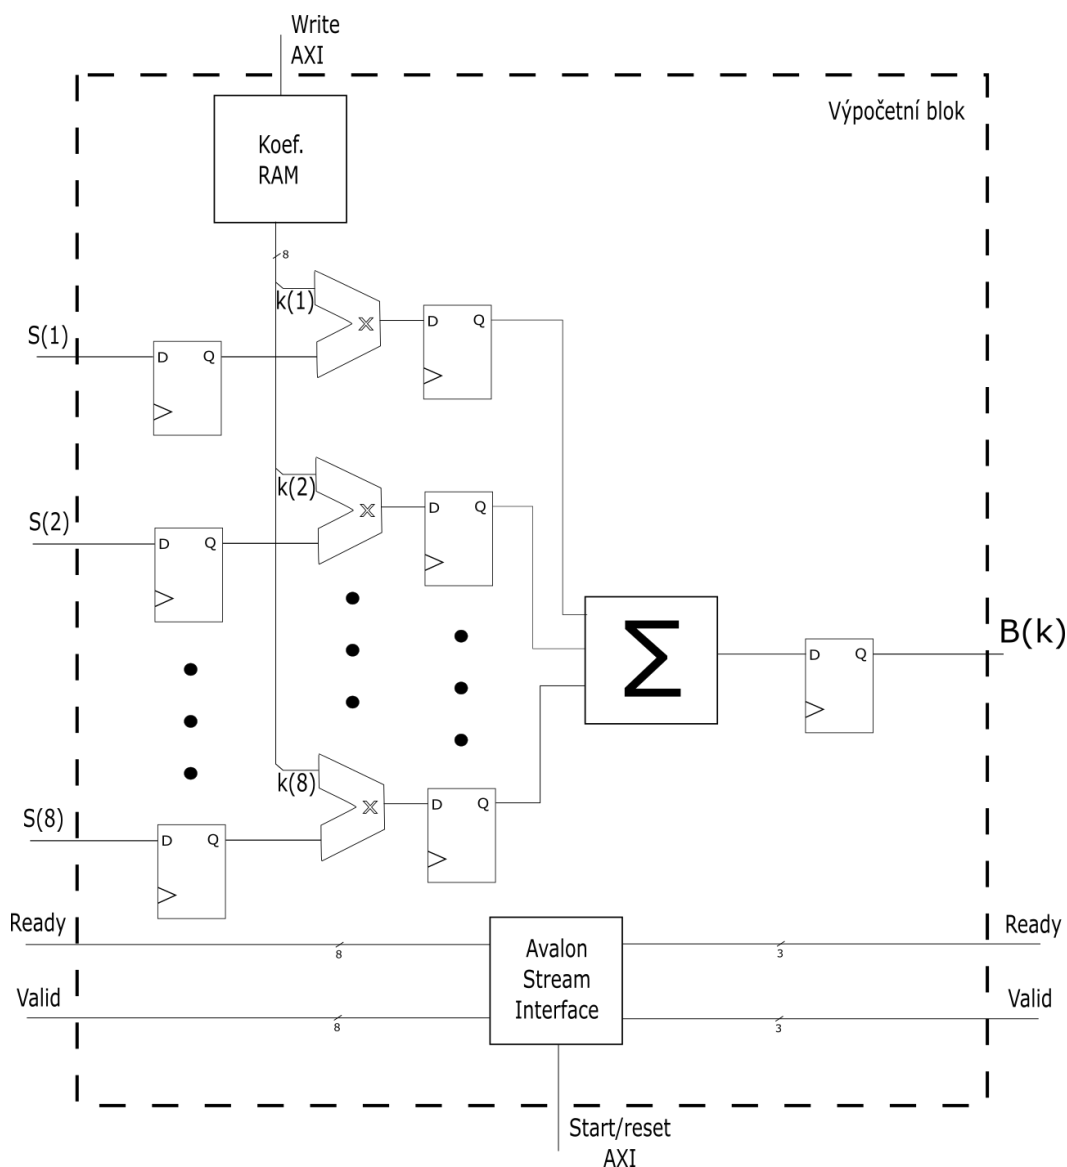 Write
AXI
Výpočetní blok
Koef.
RAM
8
k(1)
X
D Q
S(1)
D Q
k(2)
X
D Q
S(2)
D Q
Σ
B(k)
D Q
k(8)
X
D Q
S(8)
D Q
Ready
8
Avalon
Stream
Interface
3
Ready
Valid
8
3
Valid
Start/reset
AXI